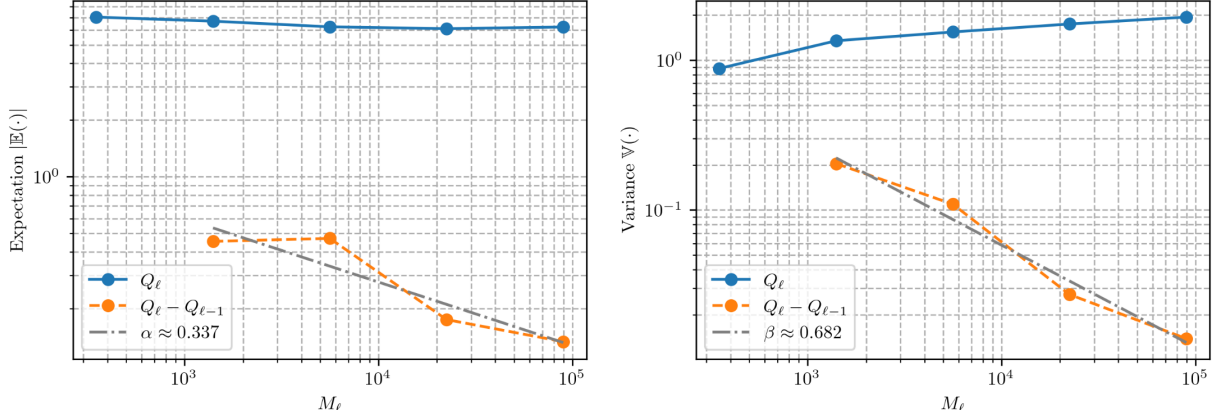 Expectation |𝔼(·)|
10⁰
10³
10⁴
10⁵
M_ℓ
Q_ℓ
Q_ℓ − Q_{ℓ−1}
α ≈ 0.337
Variance 𝕍(·)
10⁰
10⁻¹
10³
10⁴
10⁵
M_ℓ
Q_ℓ
Q_ℓ − Q_{ℓ−1}
β ≈ 0.682